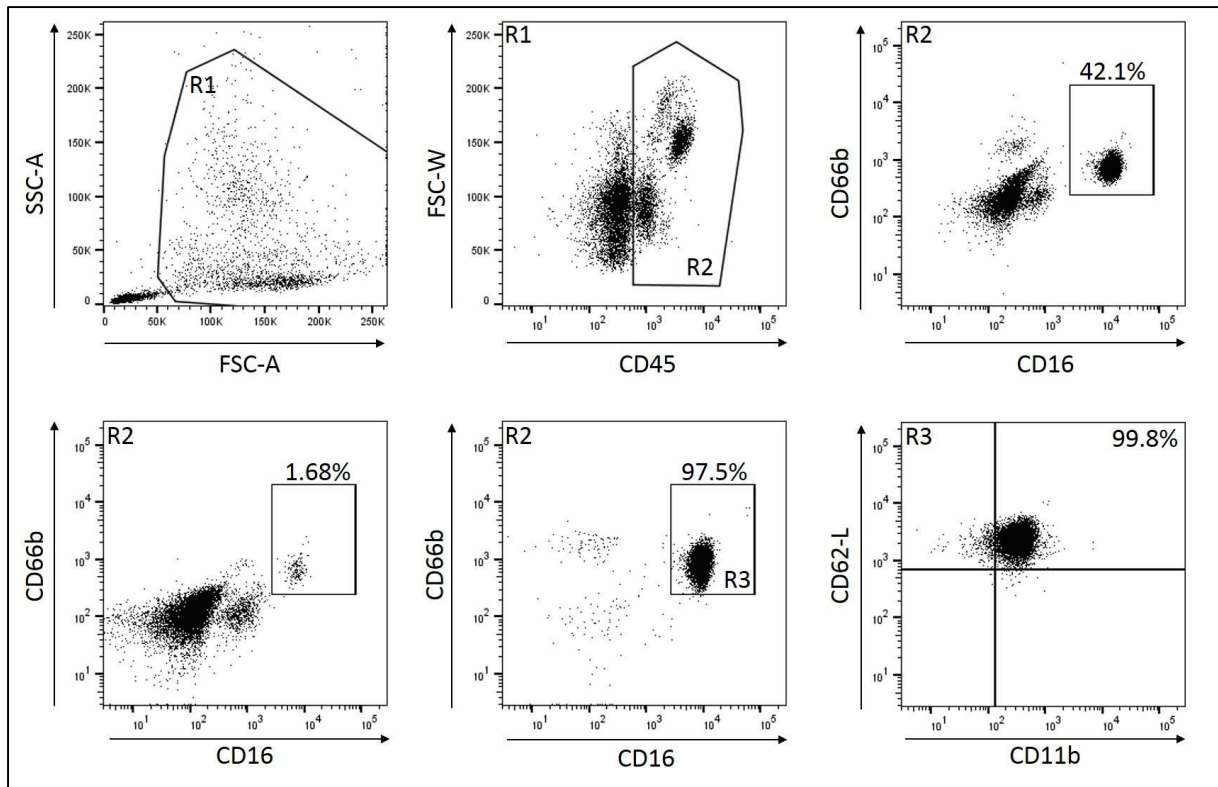 R1
SSC-A
250K
200K
150K
100K
50K
0
0 50K 100K 150K 200K 250K
FSC-A
R1
FSC-W
250K
200K
150K
100K
50K
0
R2
10¹ 10² 10³ 10⁴ 10⁵
CD45
R2
42.1%
CD66b
10⁵
10⁴
10³
10²
10¹
10¹ 10² 10³ 10⁴ 10⁵
CD16
R2
1.68%
CD66b
10⁵
10⁴
10³
10²
10¹
10¹ 10² 10³ 10⁴ 10⁵
CD16
R2
97.5%
CD66b
10⁵
10⁴
10³
10²
10¹
R3
10¹ 10² 10³ 10⁴ 10⁵
CD16
R3
99.8%
CD62-L
10⁵
10⁴
10³
10²
10¹
10¹ 10² 10³ 10⁴ 10⁵
CD11b